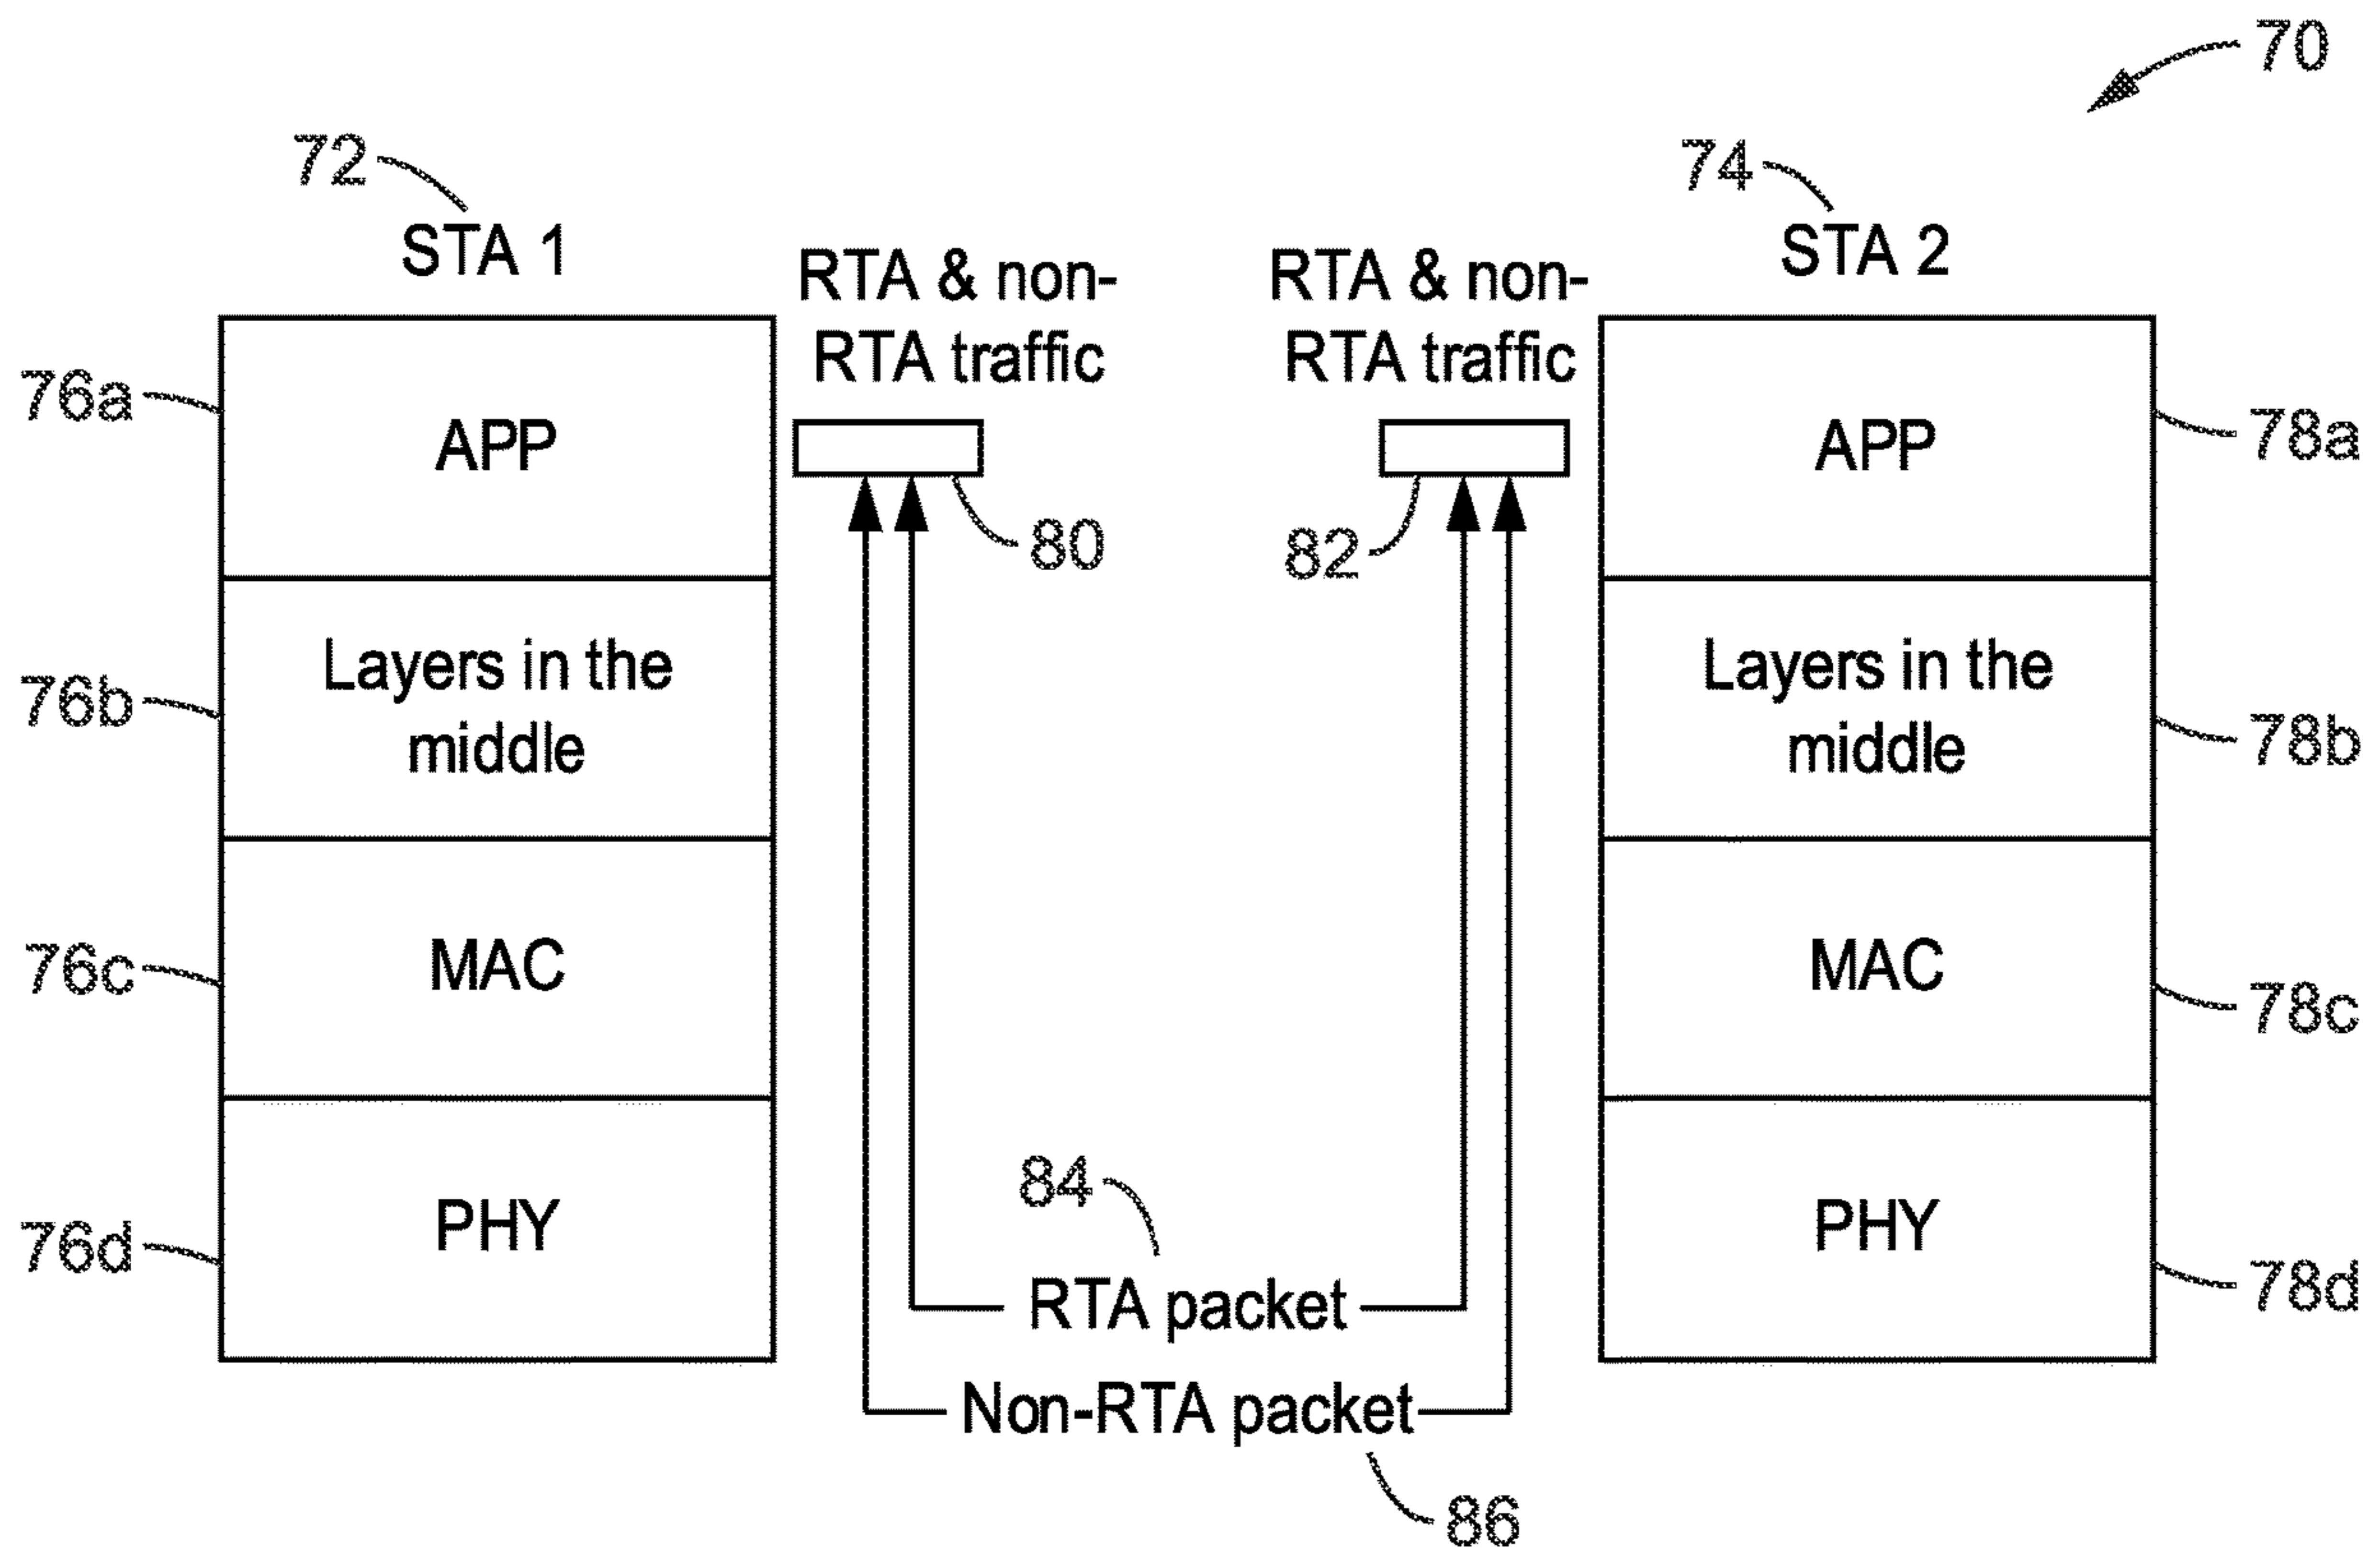 70
72
74
STA 1
STA 2
RTA & non-
RTA traffic
RTA & non-
RTA traffic
76a
APP
80
82
APP
78a
76b
Layers in the
middle
Layers in the
middle
78b
76c
MAC
MAC
78c
76d
PHY
84
RTA packet
Non-RTA packet
86
PHY
78d